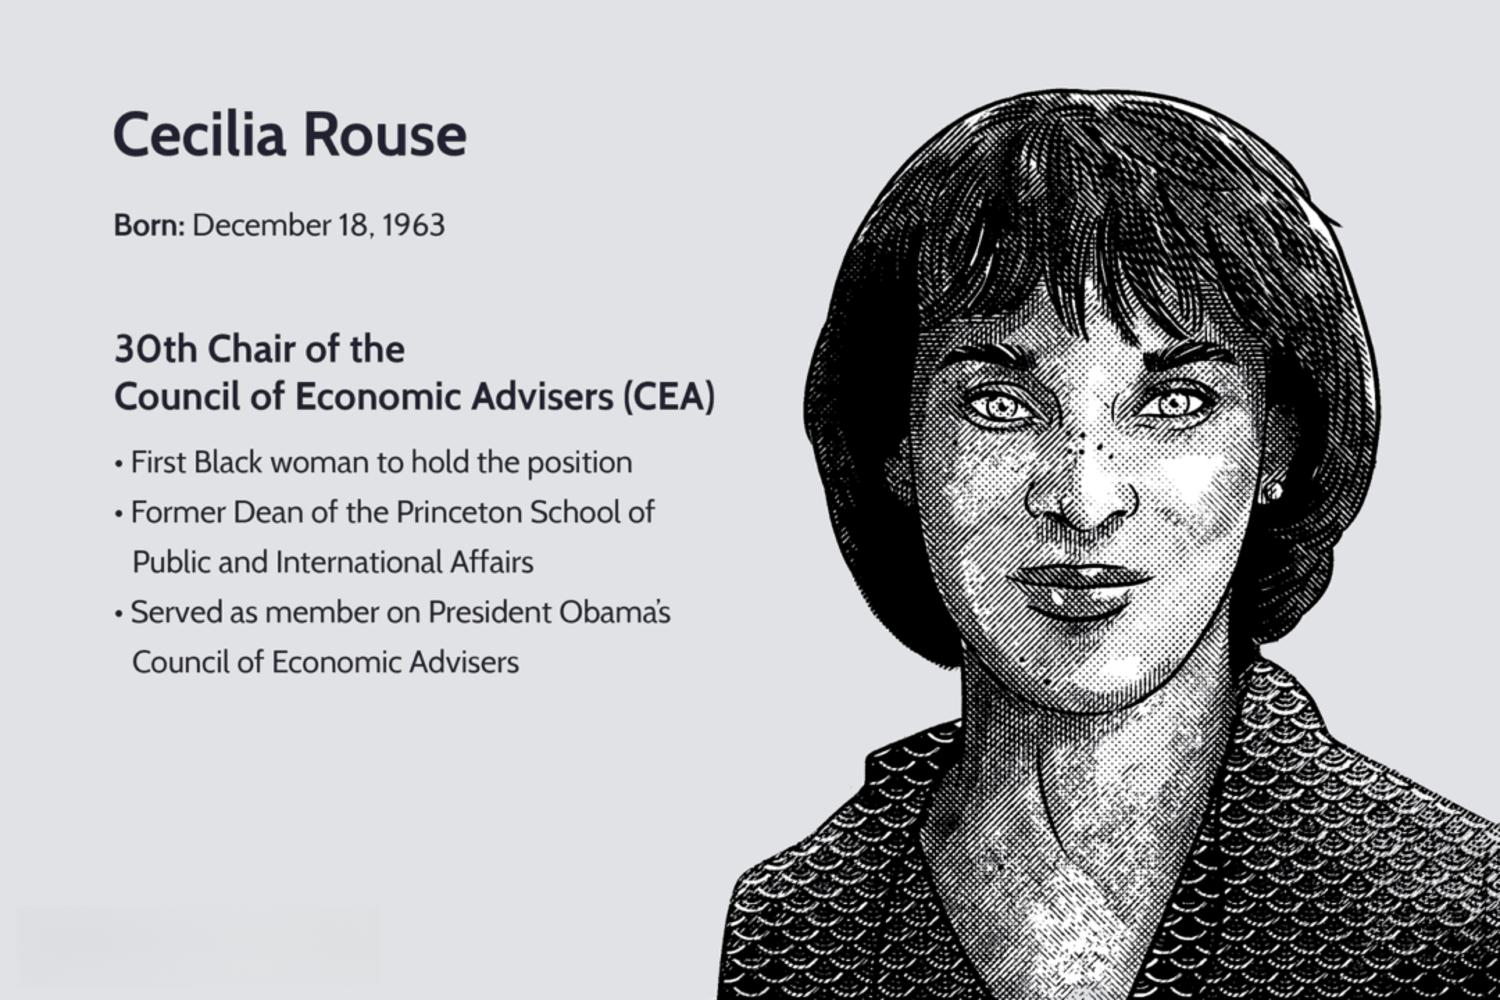 Cecilia Rouse
Born: December 18, 1963
30th Chair of the
Council of Economic Advisers (CEA)
• First Black woman to hold the position
• Former Dean of the Princeton School of
Public and International Affairs
• Served as member on President Obama's
Council of Economic Advisers